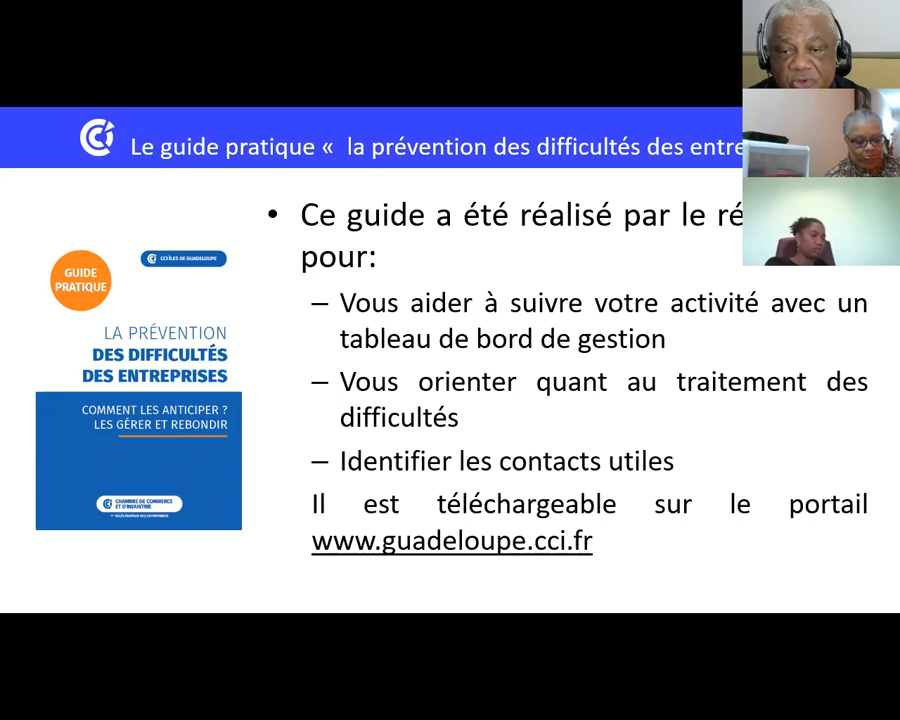 Le guide pratique « la prévention des difficultés des entre
• Ce guide a été réalisé par le ré
pour:
– Vous aider à suivre votre activité avec un
tableau de bord de gestion
– Vous orienter quant au traitement des
difficultés
– Identifier les contacts utiles
Il est téléchargeable sur le portail
www.guadeloupe.cci.fr
CCI ÎLES DE GUADELOUPE
GUIDE
PRATIQUE
LA PRÉVENTION
DES DIFFICULTÉS
DES ENTREPRISES
COMMENT LES ANTICIPER ?
LES GÉRER ET REBONDIR
CHAMBRE DE COMMERCE
ET D'INDUSTRIE